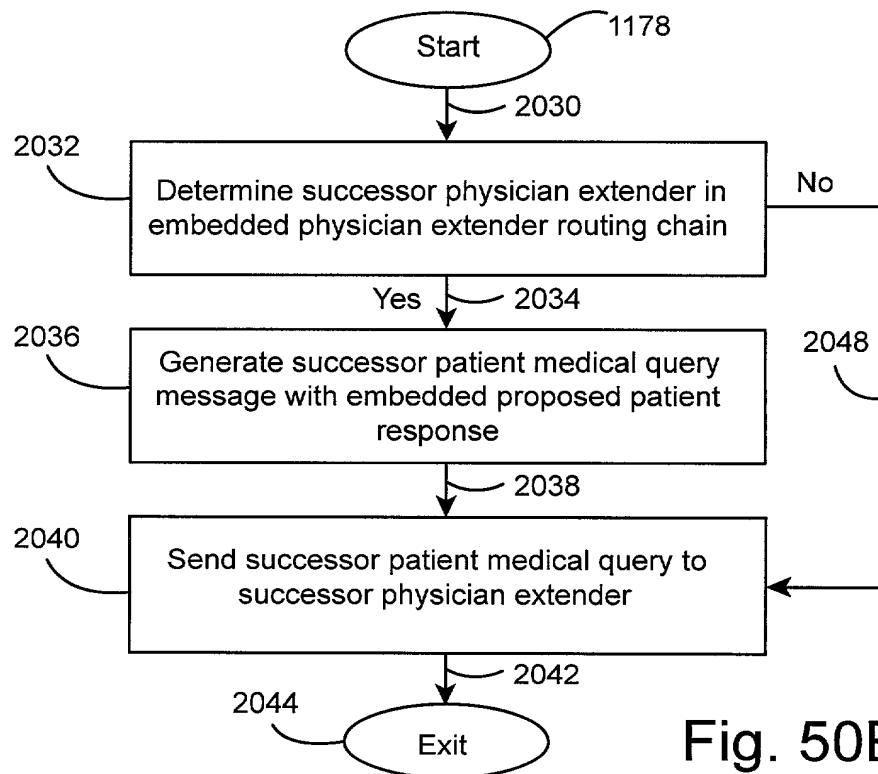 Start
1178
2030
2032
Determine successor physician extender in
embedded physician extender routing chain
No
Yes
2034
2036
Generate successor patient medical query
message with embedded proposed patient
response
2048
2038
2040
Send successor patient medical query to
successor physician extender
2042
2044
Exit
Fig. 50B